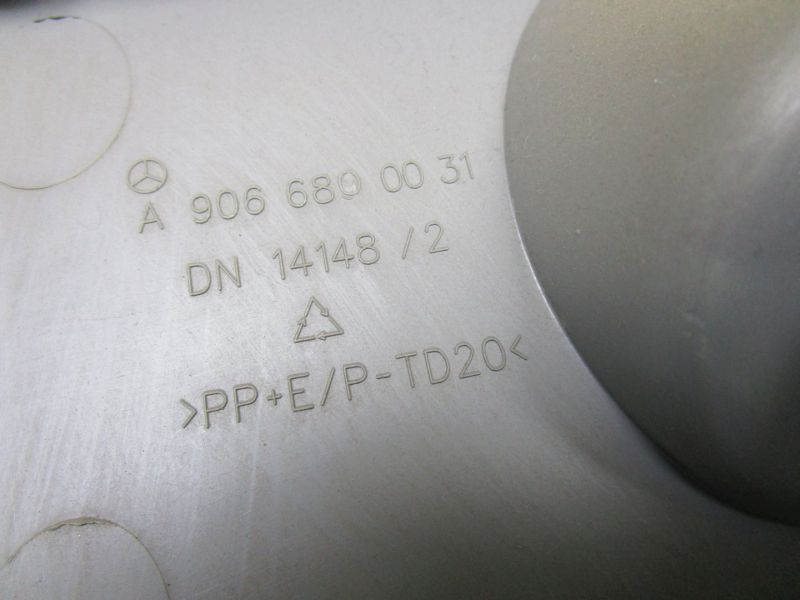 A 906 680 00 31
DN 14148 / 2
>PP+E/P-TD20<